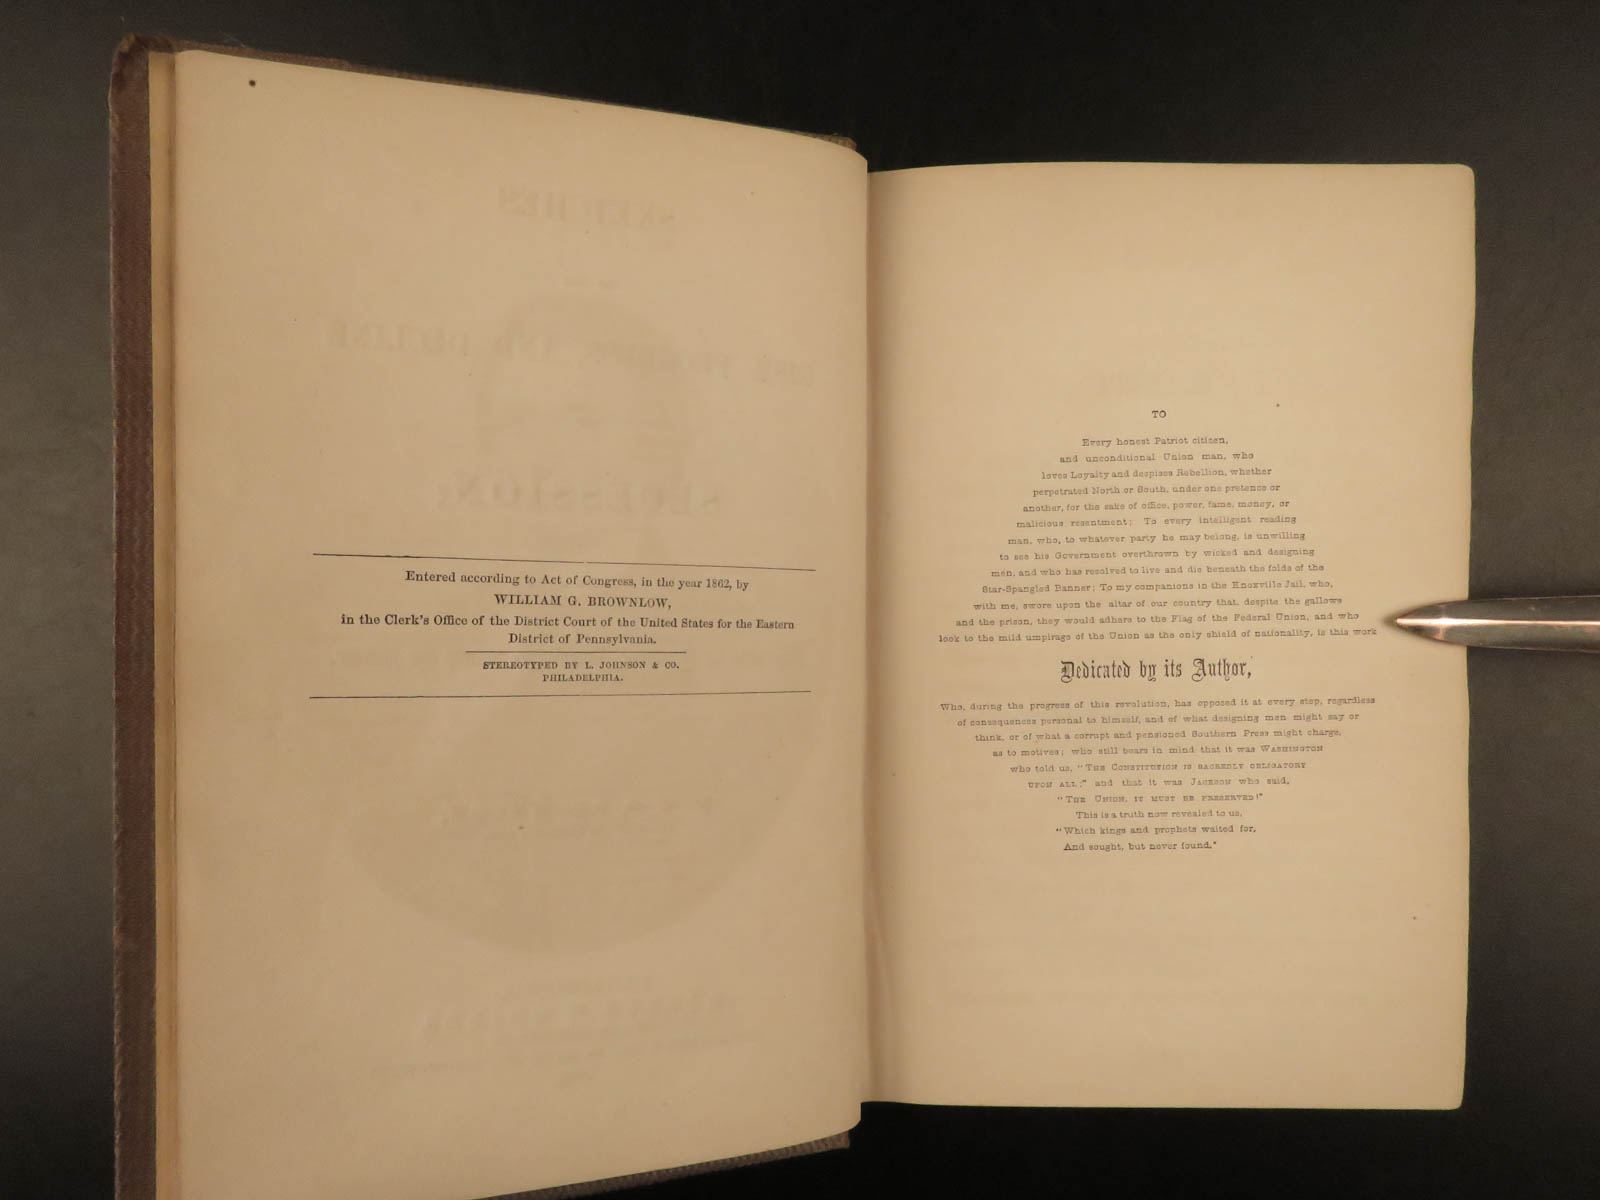 Entered according to Act of Congress, in the year 1862, by
WILLIAM G. BROWNLOW,
in the Clerk's Office of the District Court of the United States for the Eastern
District of Pennsylvania.
STEREOTYPED BY L. JOHNSON & CO.
PHILADELPHIA.
TO
Every honest Patriot citizen,
and unconditional Union man, who
loves Loyalty and despises Rebellion, whether
perpetrated North or South, under one pretence or
another, for the sake of office, power, fame, money, or
malicious resentment; To every intelligent reading
man, who, to whatever party he may belong, is unwilling
to see his Government overthrown by wicked and designing
men, and who has resolved to live and die beneath the folds of the
Star-Spangled Banner; To my companions in the Knoxville Jail, who,
with me, swore upon the altar of our country that, despite the gallows
and the prison, they would adhere to the Flag of the Federal Union, and who
look to the mild umpirage of the Union as the only shield of nationality, is this work
Dedicated by its Author,
Who, during the progress of this revolution, has opposed it at every step, regardless
of consequences personal to himself, and of what designing men might say or
think, or of what a corrupt and pensioned Southern Press might charge,
as to motives; who still bears in mind that it was WASHINGTON
who told us, "THE CONSTITUTION IS SACREDLY OBLIGATORY
UPON ALL;" and that it was JACKSON who said,
"THE UNION, IT MUST BE PRESERVED!"
This is a truth now revealed to us,
"Which kings and prophets waited for,
And sought, but never found."